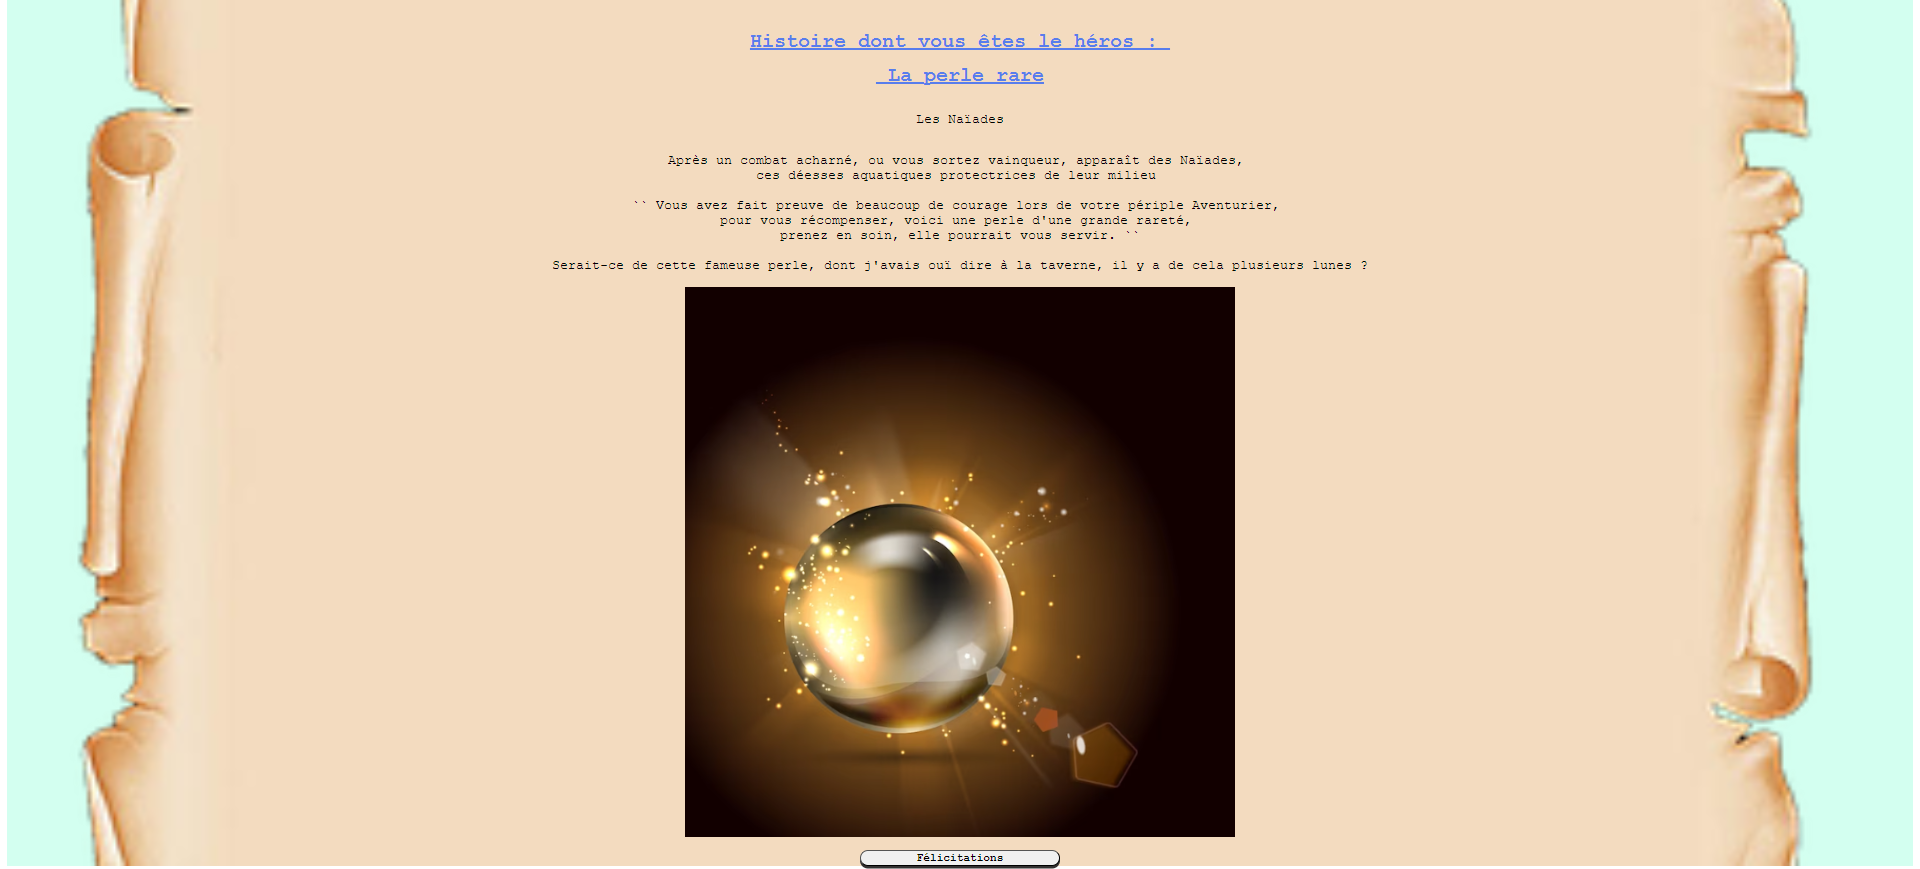 Histoire dont vous êtes le héros :
La perle rare
Les Naïades
Après un combat acharné, ou vous sortez vainqueur, apparaît des Naïades,
ces déesses aquatiques protectrices de leur milieu
`` Vous avez fait preuve de beaucoup de courage lors de votre périple Aventurier,
pour vous récompenser, voici une perle d'une grande rareté,
prenez en soin, elle pourrait vous servir. ``
Serait-ce de cette fameuse perle, dont j'avais ouï dire à la taverne, il y a de cela plusieurs lunes ?
Félicitations